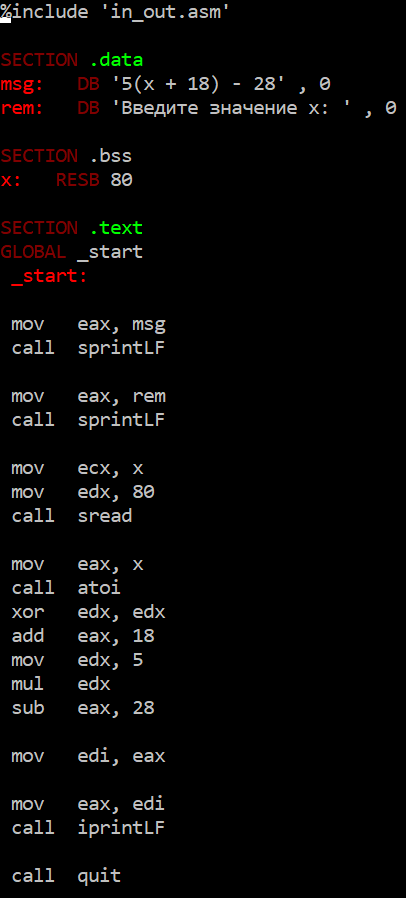 %include 'in_out.asm'
SECTION .data
msg: DB '5(x + 18) - 28' , 0
rem: DB 'Введите значение x: ' , 0
SECTION .bss
x: RESB 80
SECTION .text
GLOBAL _start
_start:
mov eax, msg
call sprintLF
mov eax, rem
call sprintLF
mov ecx, x
mov edx, 80
call sread
mov eax, x
call atoi
xor edx, edx
add eax, 18
mov edx, 5
mul edx
sub eax, 28
mov edi, eax
mov eax, edi
call iprintLF
call quit